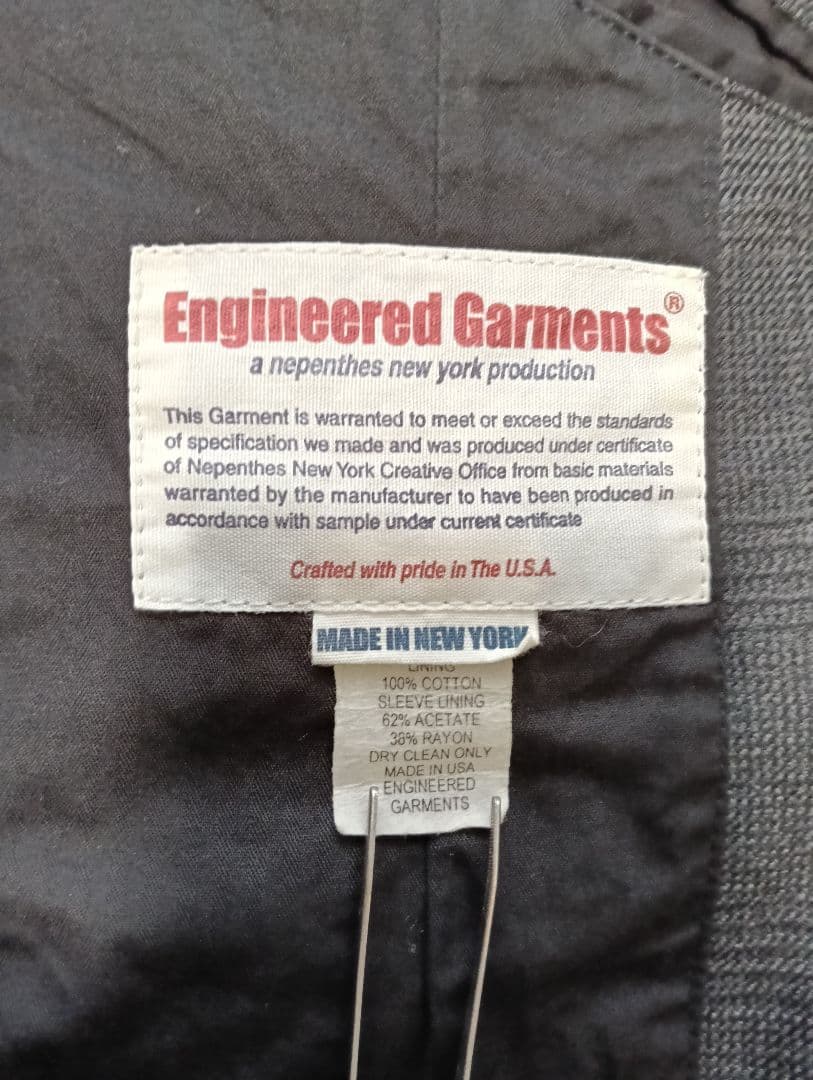 Engineered Garments®
a nepenthes new york production
This Garment is warranted to meet or exceed the standards
of specification we made and was produced under certificate
of Nepenthes New York Creative Office from basic materials
warranted by the manufacturer to have been produced in
accordance with sample under current certificate
Crafted with pride in The U.S.A.
MADE IN NEW YORK
LINING
100% COTTON
SLEEVE LINING
62% ACETATE
38% RAYON
DRY CLEAN ONLY
MADE IN USA
ENGINEERED
GARMENTS